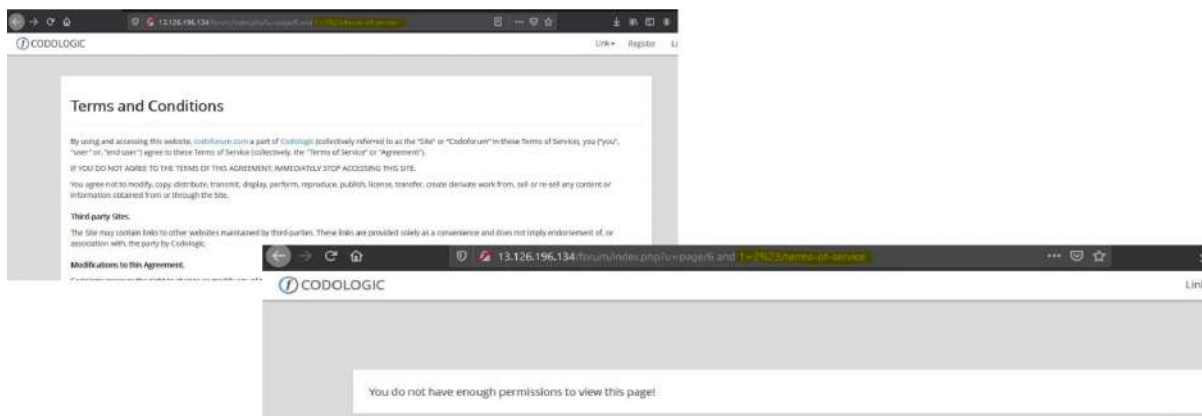 13.126.196.134/forum/index.php?u=page/6 and 1=1%23/terms-of-service
CODOLOGIC
Link
Register
Terms and Conditions
By using and accessing this website, codoforum.com a part of Codologic (collectively referred to as the "Site" or "Codoforum" in these Terms of Service), you ("you",
"user" or, "end user") agree to these Terms of Service (collectively, the "Terms of Service" or "Agreement").
IF YOU DO NOT AGREE TO THE TERMS OF THIS AGREEMENT, IMMEDIATELY STOP ACCESSING THIS SITE.
You agree not to modify, copy, distribute, transmit, display, perform, reproduce, publish, license, transfer, create derivate work from, sell or re-sell any content or
information obtained from or through the Site.
Third-party Sites.
The Site may contain links to other websites maintained by third-parties. These links are provided solely as a convenience and does not imply endorsement of, or
association with, the party by Codologic.
Modifications to this Agreement.
13.126.196.134/forum/index.php?u=page/6 and 1=2%23/terms-of-service
CODOLOGIC
You do not have enough permissions to view this page!